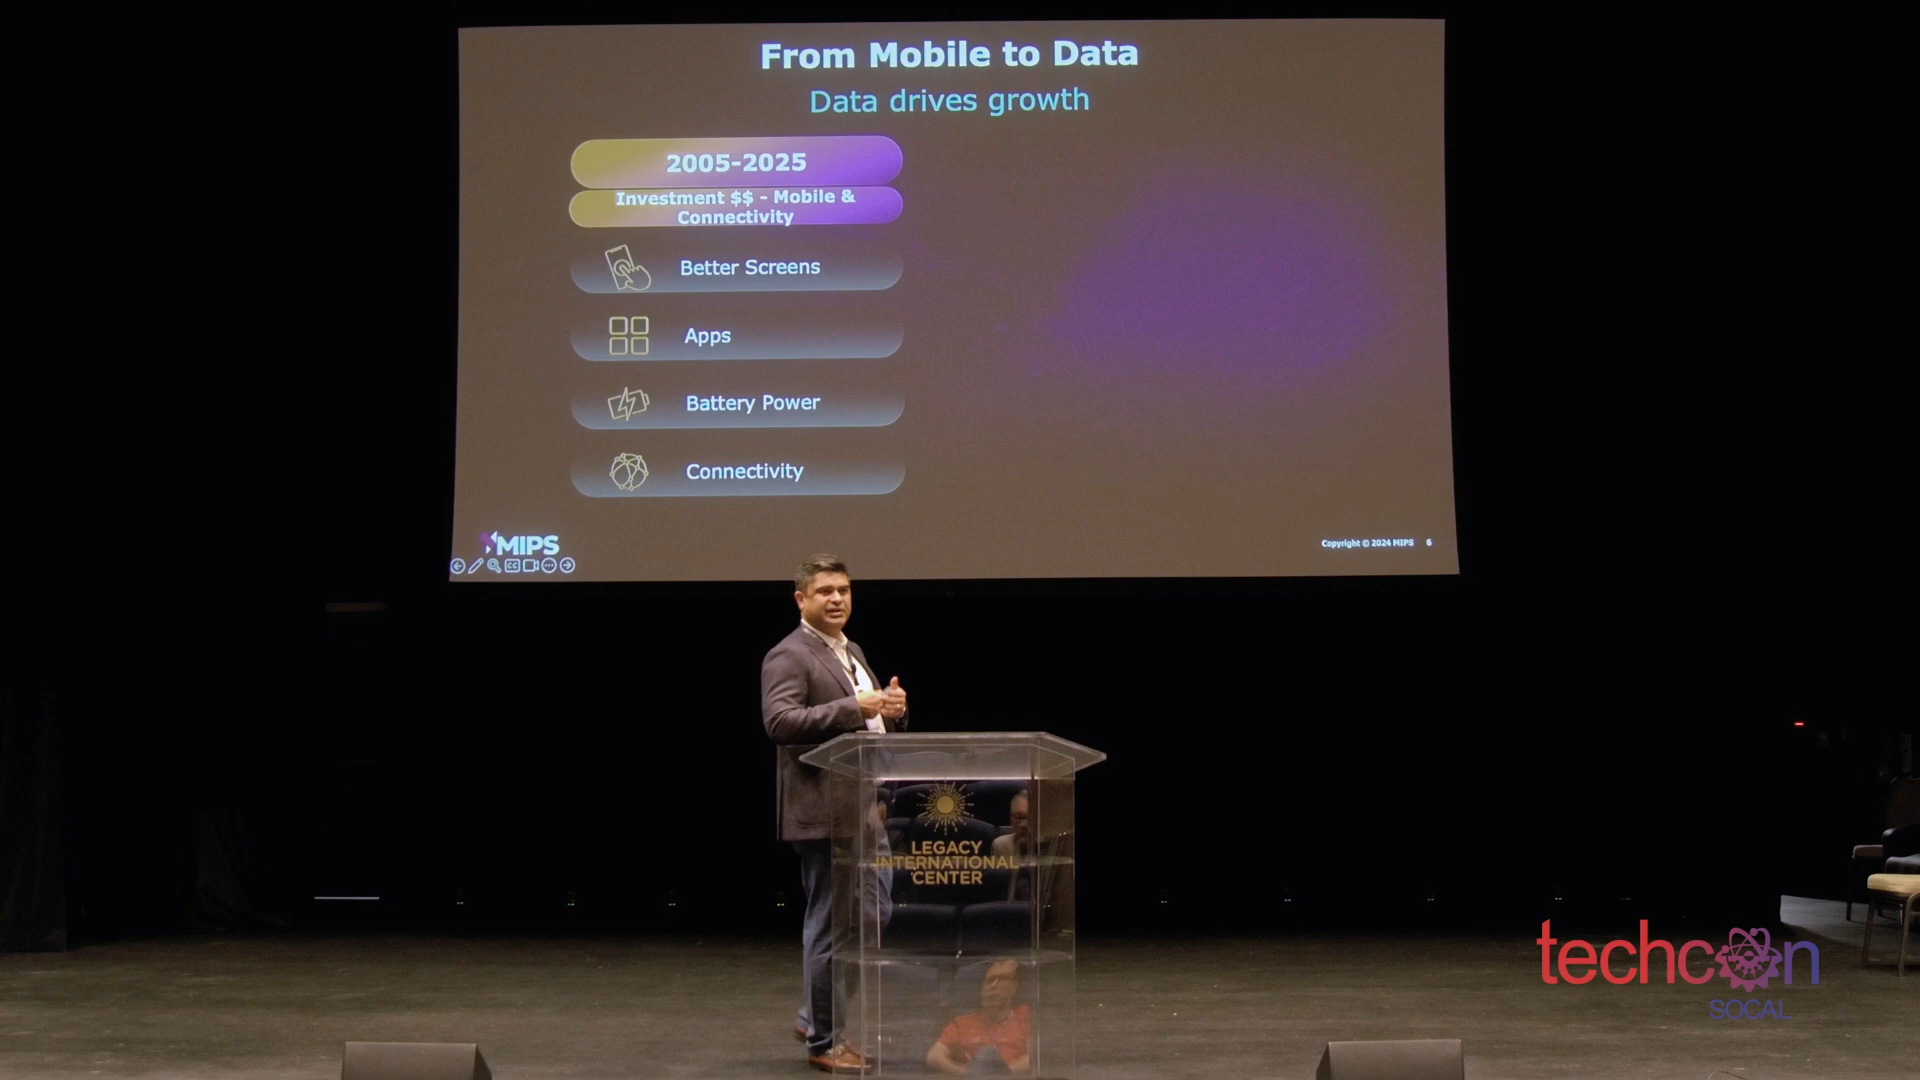 From Mobile to Data
Data drives growth
2005-2025
Investment $$ - Mobile &
Connectivity
Better Screens
Apps
Battery Power
Connectivity
MIPS
CC
Copyright © 2024 MIPS 6
LEGACY
INTERNATIONAL
CENTER
techcon
SOCAL